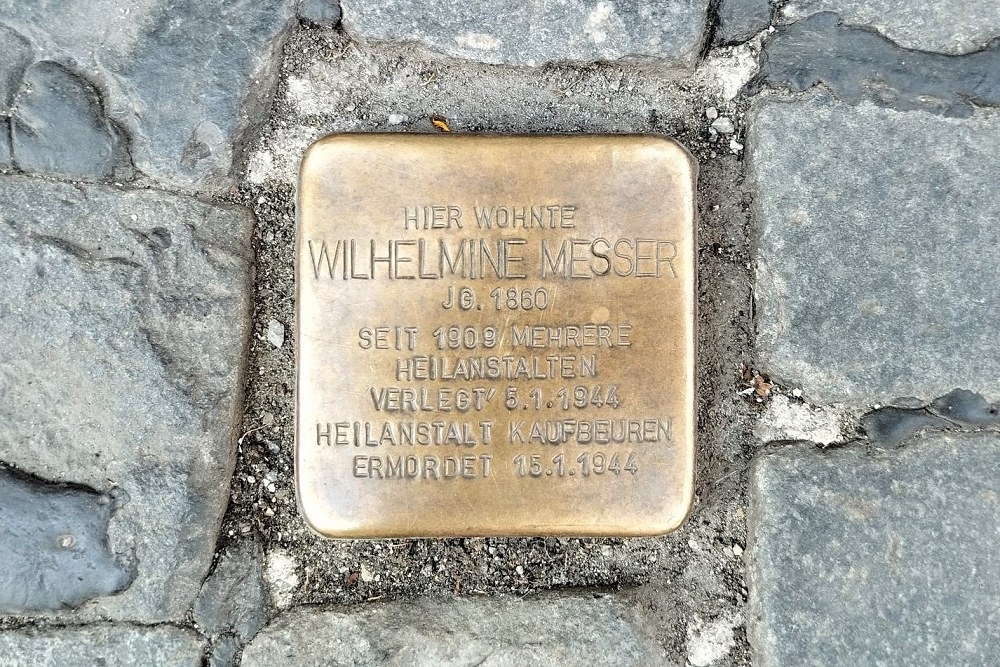 HIER WOHNTE
WILHELMINE MESSER
JG. 1860
SEIT 1909 MEHRERE
HEILANSTALTEN
VERLEGT 5.1.1944
HEILANSTALT KAUFBEUREN
ERMORDET 15.1.1944